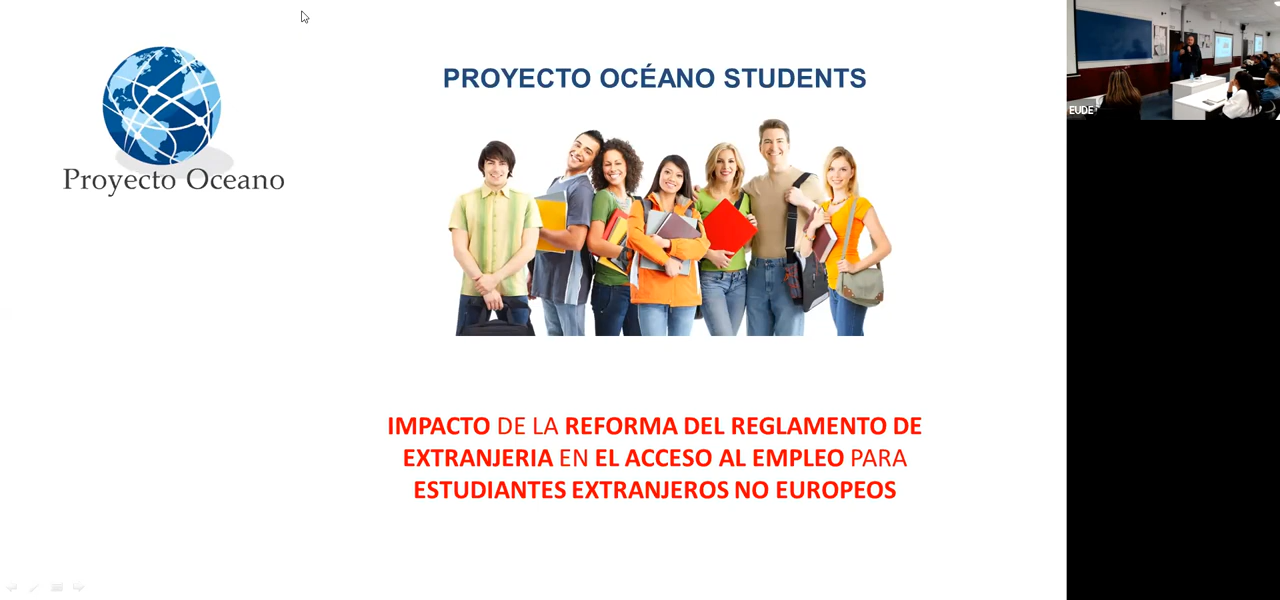 PROYECTO OCÉANO STUDENTS
Proyecto Oceano
EUDE
IMPACTO DE LA REFORMA DEL REGLAMENTO DE
EXTRANJERIA EN EL ACCESO AL EMPLEO PARA
ESTUDIANTES EXTRANJEROS NO EUROPEOS